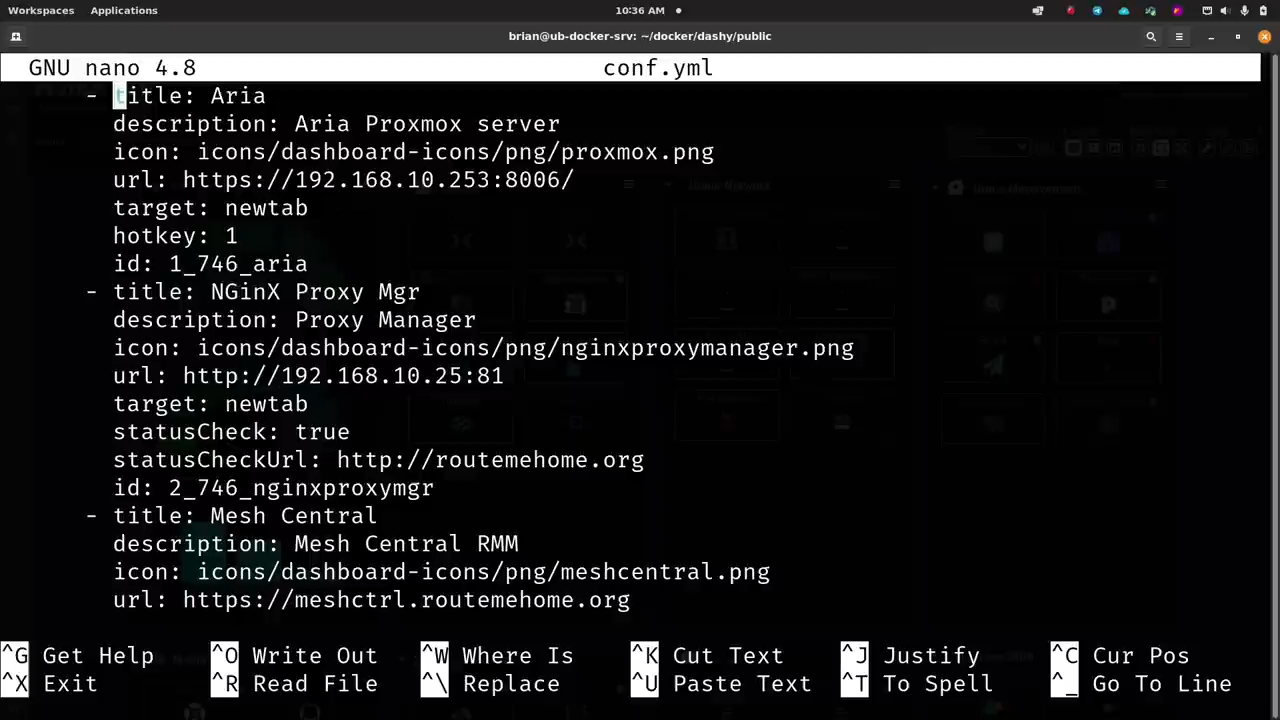 Workspaces Applications 10:36 AM
brian@ub-docker-srv: ~/docker/dashy/public
GNU nano 4.8 conf.yml
- title: Aria
description: Aria Proxmox server
icon: icons/dashboard-icons/png/proxmox.png
url: https://192.168.10.253:8006/
target: newtab
hotkey: 1
id: 1_746_aria
- title: NGinX Proxy Mgr
description: Proxy Manager
icon: icons/dashboard-icons/png/nginxproxymanager.png
url: http://192.168.10.25:81
target: newtab
statusCheck: true
statusCheckUrl: http://routemehome.org
id: 2_746_nginxproxymgr
- title: Mesh Central
description: Mesh Central RMM
icon: icons/dashboard-icons/png/meshcentral.png
url: https://meshctrl.routemehome.org
^G Get Help ^O Write Out ^W Where Is ^K Cut Text ^J Justify ^C Cur Pos
^X Exit ^R Read File ^\ Replace ^U Paste Text ^T To Spell ^_ Go To Line